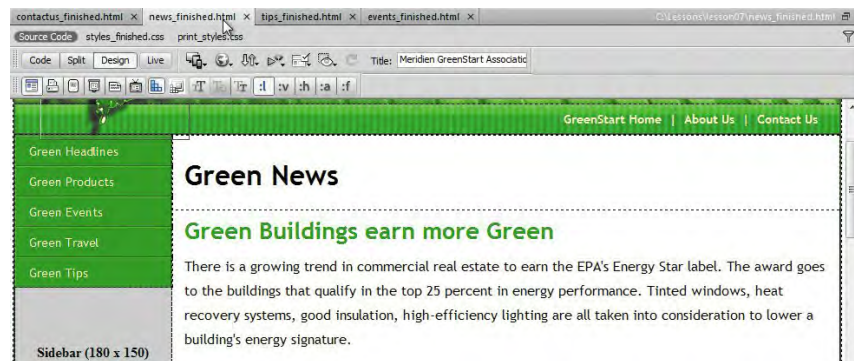 contactus_finished.html × news_finished.html × tips_finished.html × events_finished.html × C:\Lessons\lesson07\news_finished.html
Source Code styles_finished.css print_styles.css
Code Split Design Live Title: Meridien GreenStart Associatic
:l :v :h :a :f
GreenStart Home | About Us | Contact Us
Green Headlines
Green Products
Green Events
Green Travel
Green Tips
Sidebar (180 x 150)
Green News
Green Buildings earn more Green
There is a growing trend in commercial real estate to earn the EPA's Energy Star label. The award goes
to the buildings that qualify in the top 25 percent in energy performance. Tinted windows, heat
recovery systems, good insulation, high-efficiency lighting are all taken into consideration to lower a
building's energy signature.